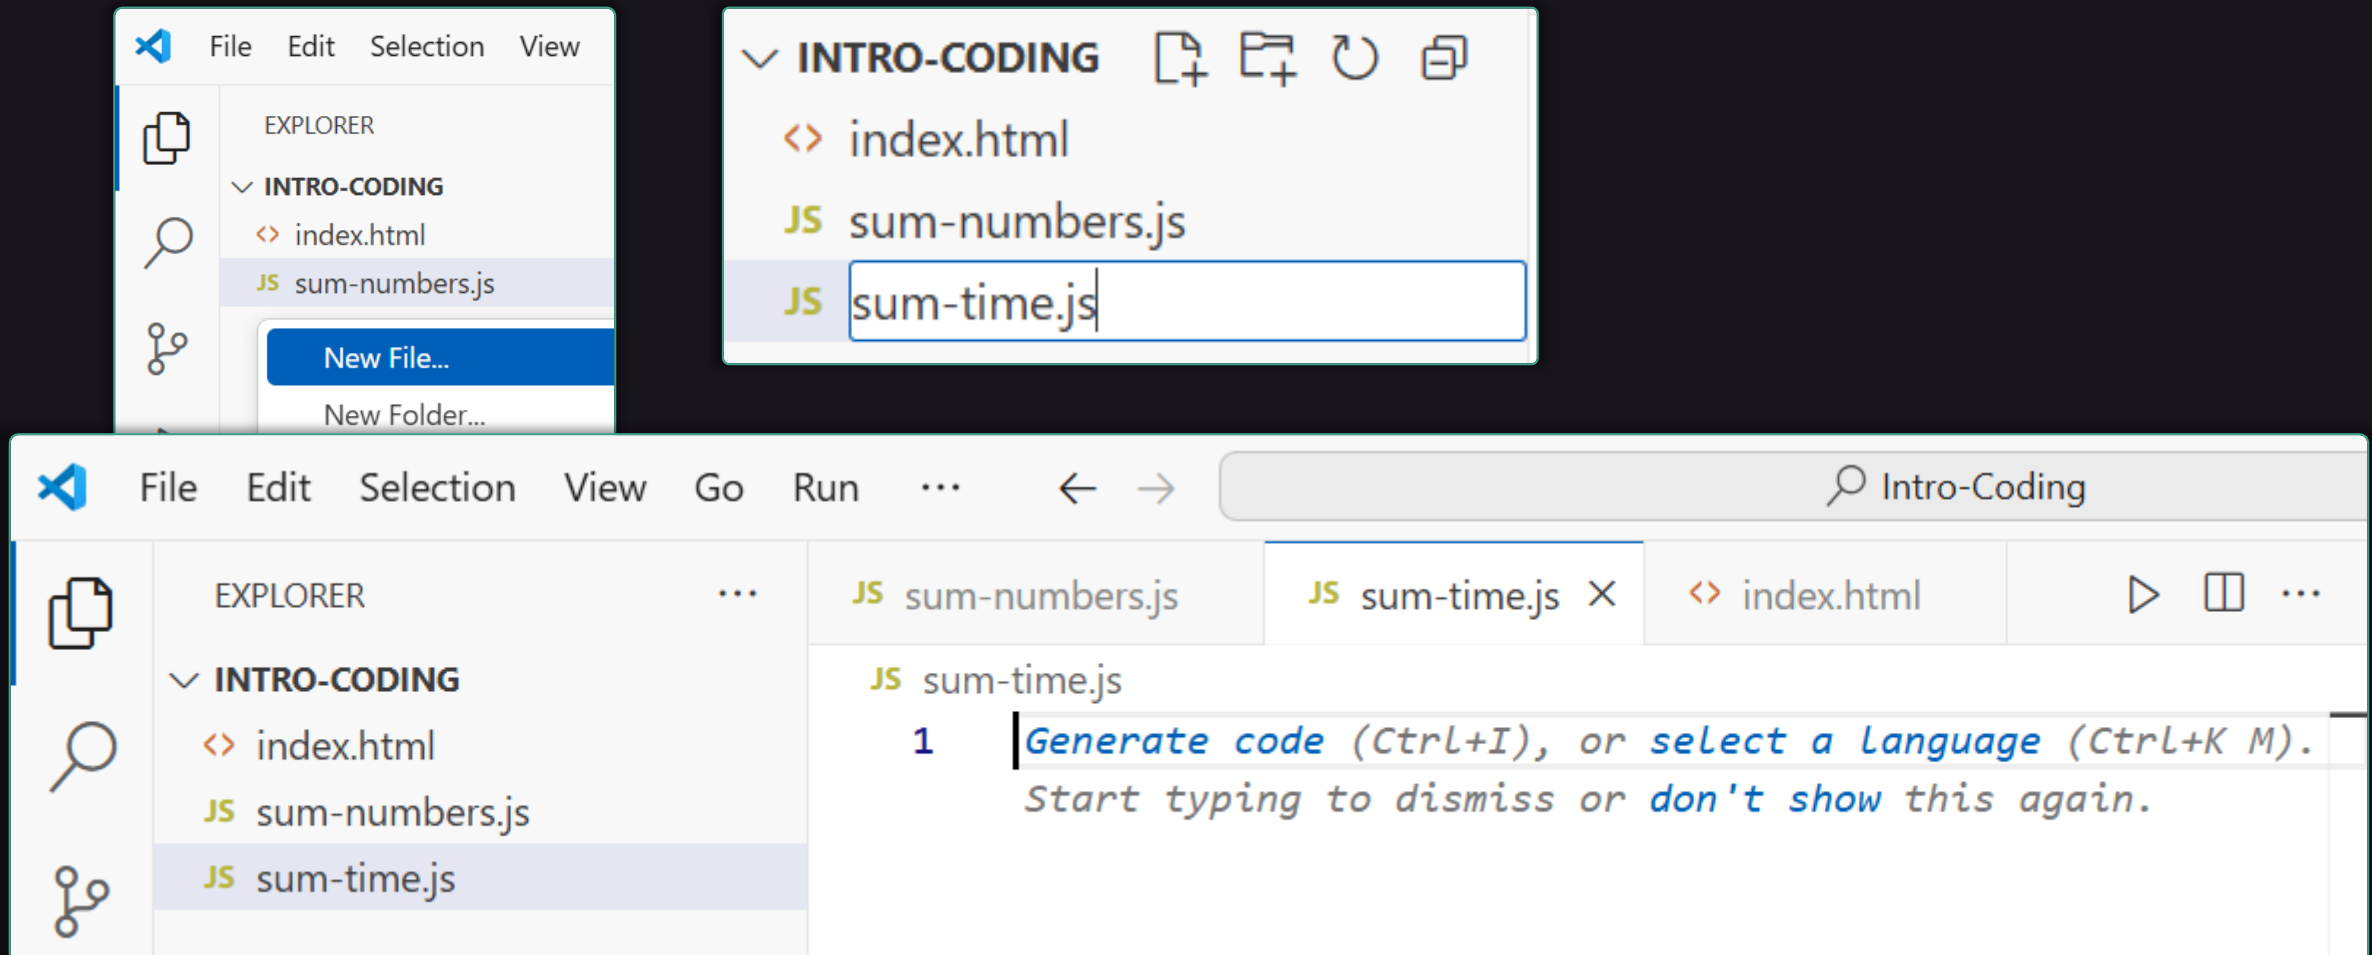 File Edit Selection View
EXPLORER
INTRO-CODING
<> index.html
JS sum-numbers.js
New File...
New Folder...
INTRO-CODING
<> index.html
JS sum-numbers.js
JS sum-time.js
File Edit Selection View Go Run ... Intro-Coding
EXPLORER ...
INTRO-CODING
<> index.html
JS sum-numbers.js
JS sum-time.js
JS sum-numbers.js JS sum-time.js <> index.html ...
JS sum-time.js
1 Generate code (Ctrl+I), or select a language (Ctrl+K M).
Start typing to dismiss or don't show this again.